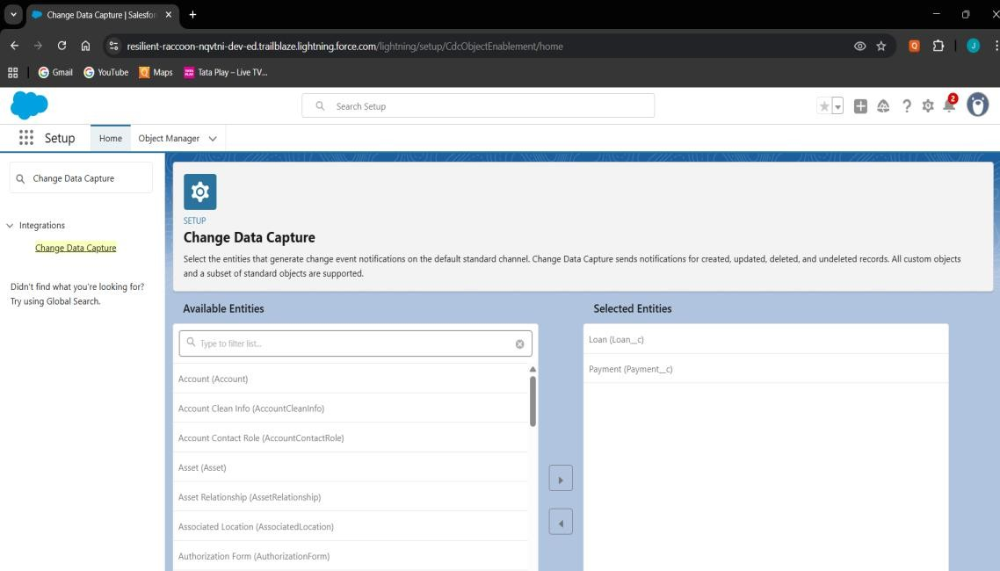 Change Data Capture | Salesfor
resilient-raccoon-nqvtni-dev-ed.trailblaze.lightning.force.com/lightning/setup/CdcObjectEnablement/home
Q
J
Gmail
YouTube
Maps
Tata Play – Live TV...
Search Setup
2
Setup
Home
Object Manager
Change Data Capture
Integrations
Change Data Capture
Didn't find what you're looking for?
Try using Global Search.
SETUP
Change Data Capture
Select the entities that generate change event notifications on the default standard channel. Change Data Capture sends notifications for created, updated, deleted, and undeleted records. All custom objects
and a subset of standard objects are supported.
Available Entities
Type to filter list...
Account (Account)
Account Clean Info (AccountCleanInfo)
Account Contact Role (AccountContactRole)
Asset (Asset)
Asset Relationship (AssetRelationship)
Associated Location (AssociatedLocation)
Authorization Form (AuthorizationForm)
Selected Entities
Loan (Loan__c)
Payment (Payment__c)